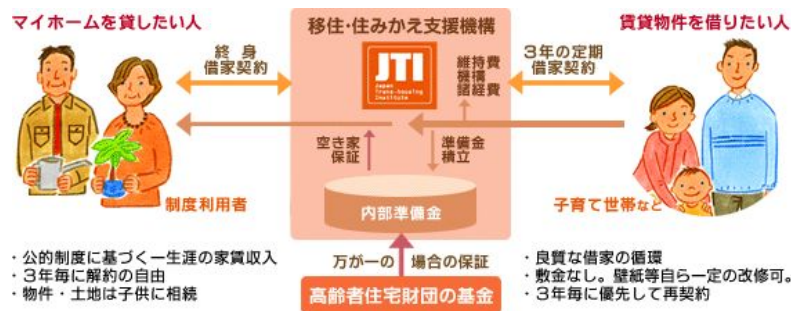 マイホームを貸したい人
移住・住みかえ支援機構
賃貸物件を借りたい人
終身
借家契約
JTI
Japan
Trans-housing
Institute
維持費
機構
諸経費
3年の定期
借家契約
空き家
保証
準備金
積立
制度利用者
内部準備金
子育て世帯など
・公的制度に基づく一生涯の家賃収入
・3年毎に解約の自由
・物件・土地は子供に相続
万が一の 場合の保証
高齢者住宅財団の基金
・良質な借家の循環
・敷金なし。壁紙等自ら一定の改修可。
・3年毎に優先して再契約